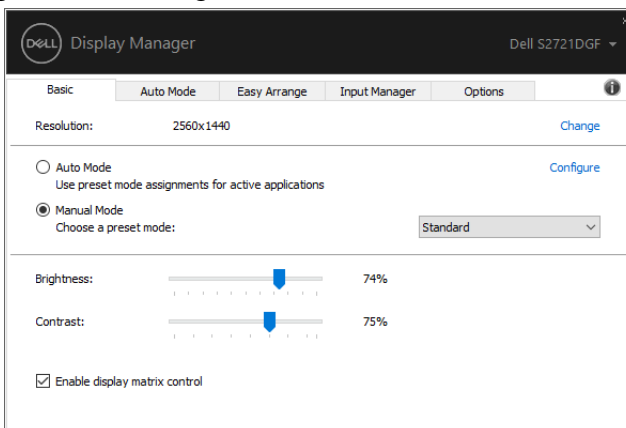 DELL Display Manager Dell S2721DGF
Basic Auto Mode Easy Arrange Input Manager Options
Resolution: 2560x1440 Change
Auto Mode Configure
Use preset mode assignments for active applications
Manual Mode
Choose a preset mode: Standard
Brightness: 74%
Contrast: 75%
Enable display matrix control